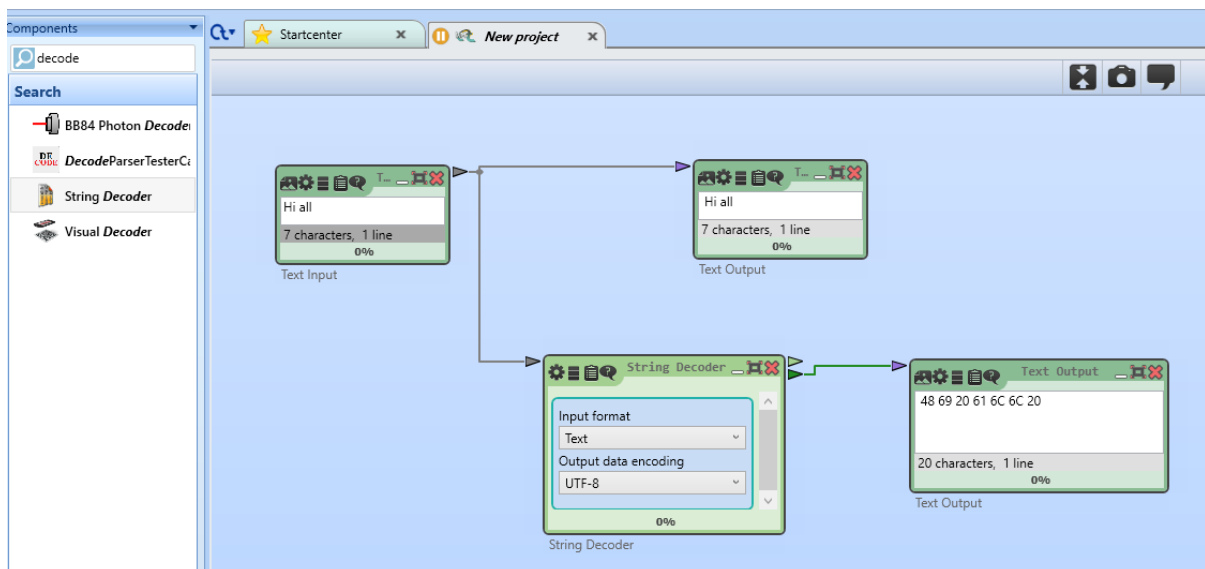 Components
decode
Search
BB84 Photon Decoder
DecodeParserTesterCa
String Decoder
Visual Decoder
Startcenter
New project
T...
Hi all
7 characters, 1 line
0%
Text Input
T...
Hi all
7 characters, 1 line
0%
Text Output
String Decoder
Input format
Text
Output data encoding
UTF-8
0%
String Decoder
Text Output
48 69 20 61 6C 6C 20
20 characters, 1 line
0%
Text Output